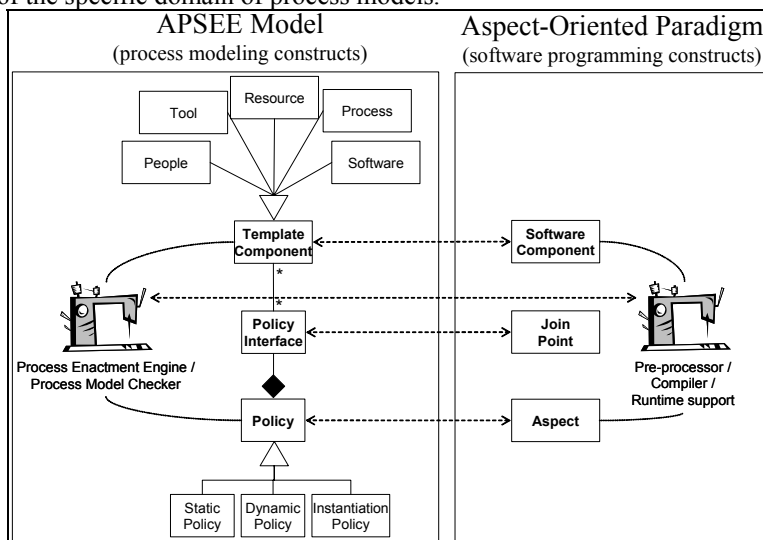 of the specific domain of process models.
APSEE Model
(process modeling constructs)
Aspect-Oriented Paradigm
(software programming constructs)
Resource
Tool
Process
People
Software
Template
Component
Software
Component
*
*
Policy
Interface
Join
Point
Process Enactment Engine /
Process Model Checker
Pre-processor /
Compiler /
Runtime support
Policy
Aspect
Static
Policy
Dynamic
Policy
Instantiation
Policy